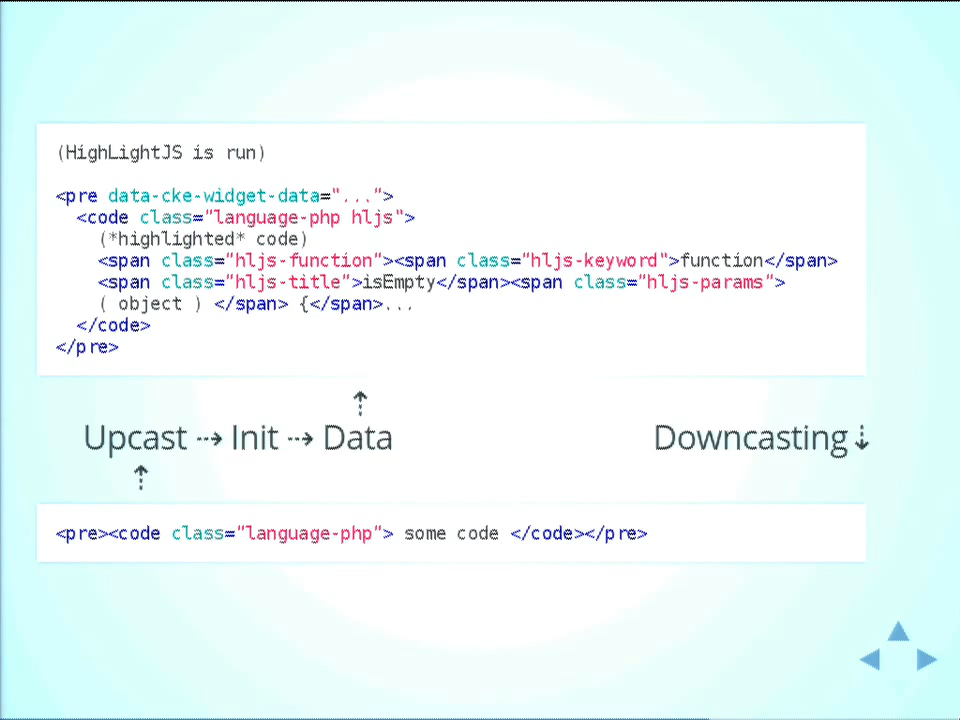 (HighLightJS is run)
<pre data-cke-widget-data="...">
<code class="language-php hljs">
(*highlighted* code)
<span class="hljs-function"><span class="hljs-keyword">function</span>
<span class="hljs-title">isEmpty</span><span class="hljs-params">
( object ) </span> {</span>...
</code>
</pre>
Upcast ⇢ Init ⇢ Data
Downcasting⇣
<pre><code class="language-php"> some code </code></pre>